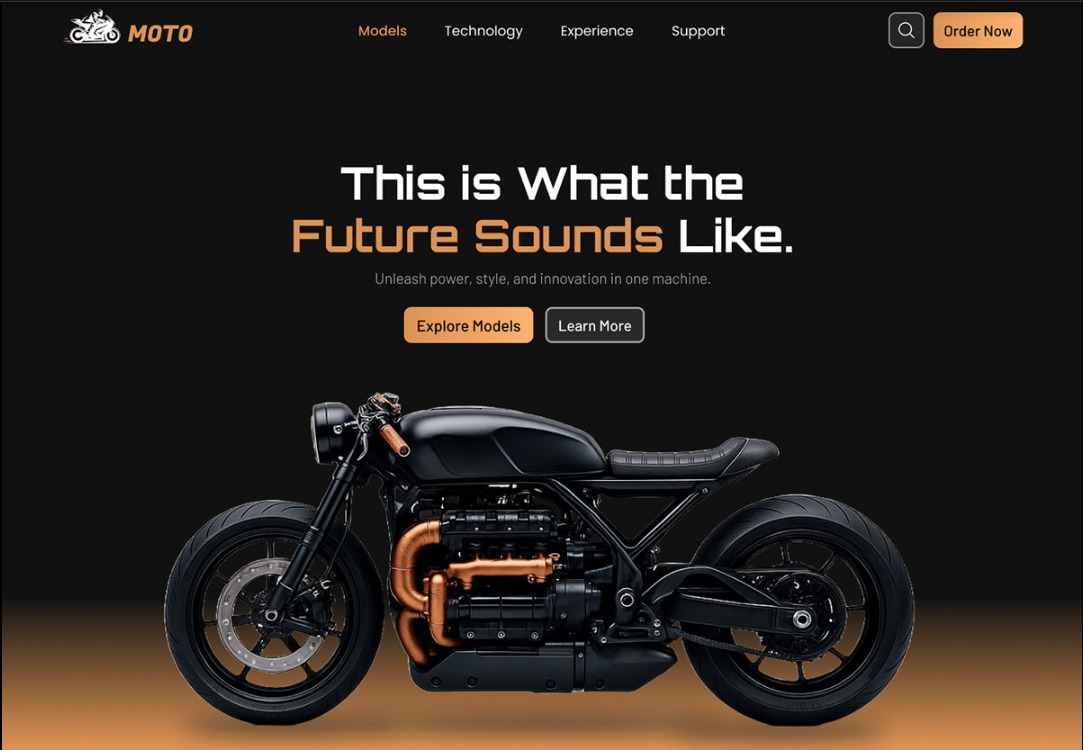 MOTO
Models
Technology
Experience
Support
Order Now
This is What the
Future Sounds Like.
Unleash power, style, and innovation in one machine.
Explore Models
Learn More